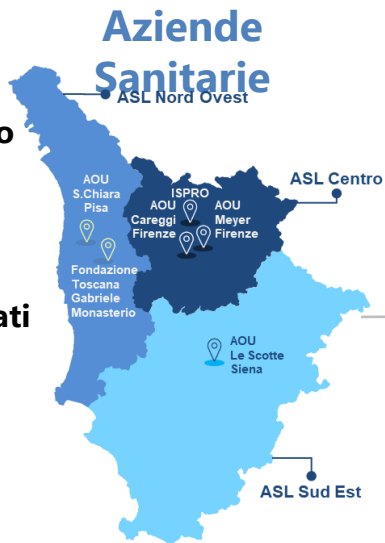 Aziende
Sanitarie
ASL Nord Ovest
o
ASL Centro
AOU
S.Chiara
Pisa
ISPRO
AOU
Careggi
Firenze
AOU
Meyer
Firenze
Fondazione
Toscana
Gabriele
Monasterio
ati
AOU
Le Scotte
Siena
ASL Sud Est